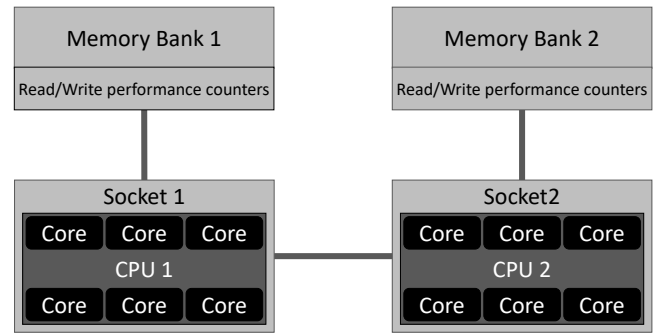 Memory Bank 1
Read/Write performance counters
Memory Bank 2
Read/Write performance counters
Socket 1
Core Core Core
CPU 1
Core Core Core
Socket2
Core Core Core
CPU 2
Core Core Core